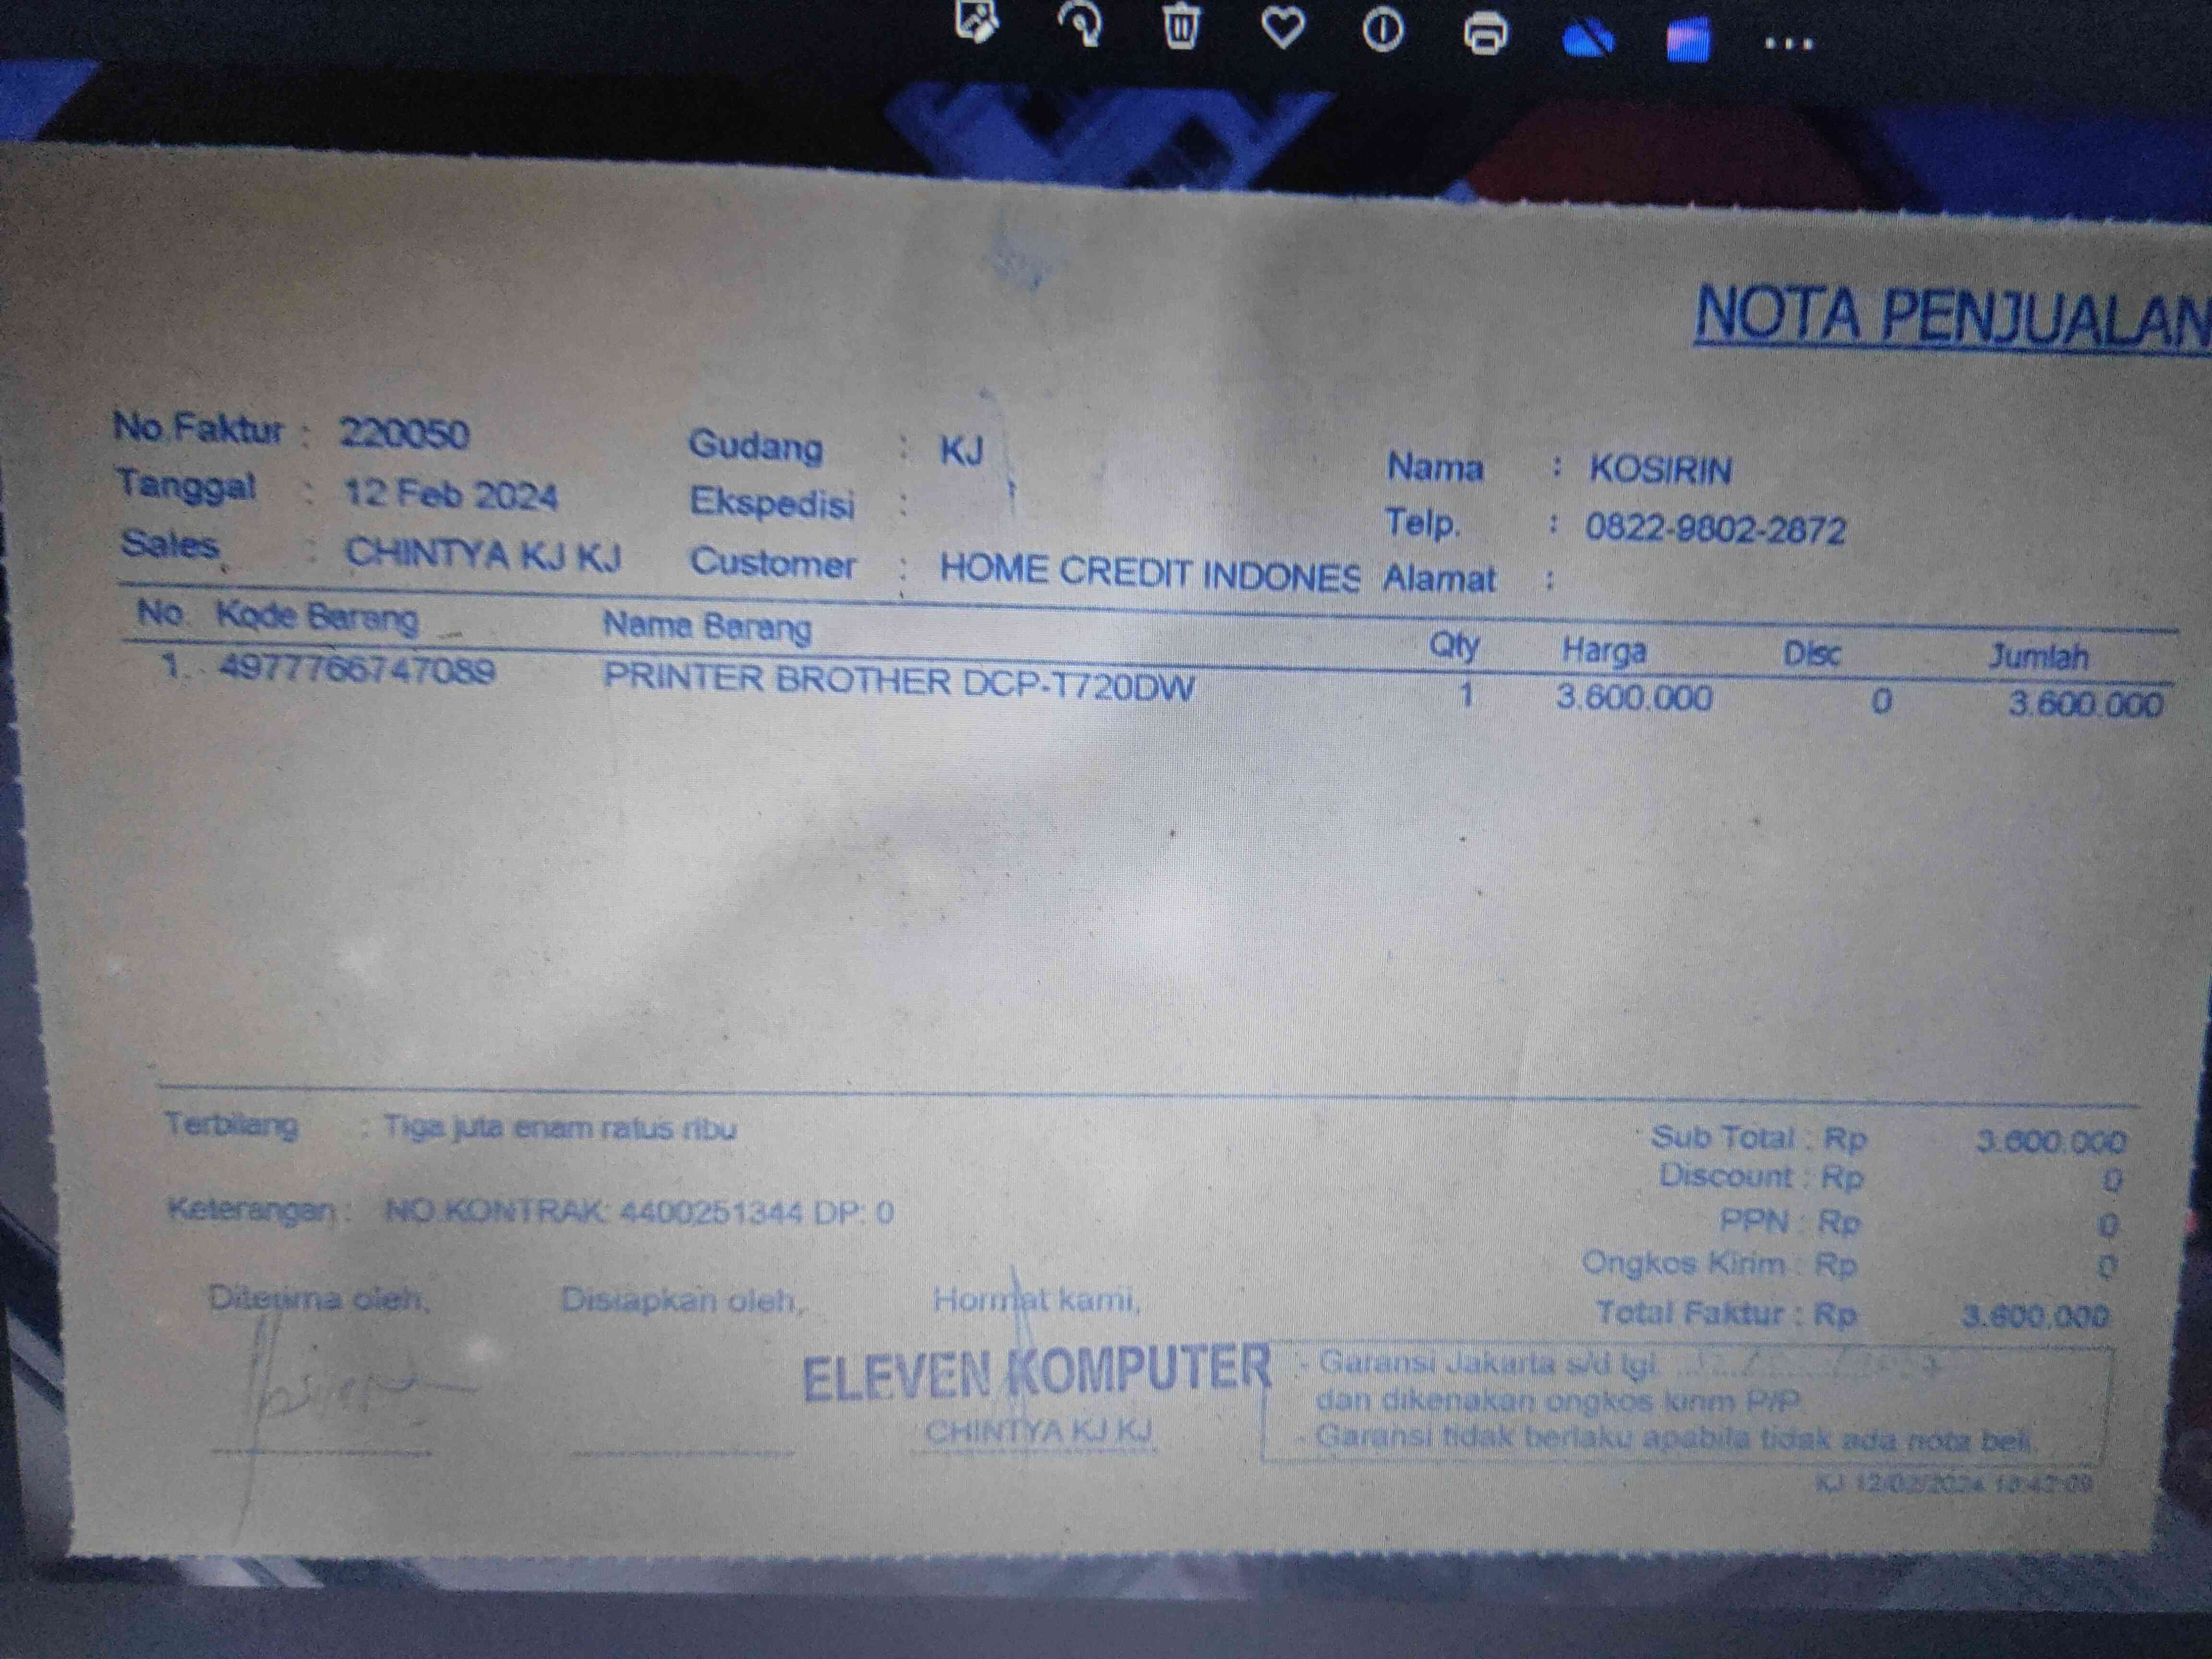 NOTA PENJUALAN
No.Faktur : 220050 Gudang : KJ Nama : KOSIRIN
Tanggal : 12 Feb 2024 Ekspedisi : Telp. : 0822-9802-2872
Sales : CHINTYA KJ KJ Customer : HOME CREDIT INDONES Alamat :
No. Kode Barang Nama Barang Qty Harga Disc Jumlah
1. 4977766747089 PRINTER BROTHER DCP-T720DW 1 3.600.000 0 3.600.000
Terbilang : Tiga juta enam ratus ribu Sub Total : Rp 3.600.000
Discount : Rp 0
Keterangan : NO.KONTRAK: 4400251344 DP: 0 PPN : Rp 0
Ongkos Kirim : Rp 0
Diterima oleh, Disiapkan oleh, Hormat kami, Total Faktur : Rp 3.600.000
ELEVEN KOMPUTER
CHINTYA KJ KJ
- Garansi Jakarta s/d tgl.
dan dikenakan ongkos kirim P/P.
- Garansi tidak berlaku apabila tidak ada nota beli.
KJ 12/02/2024